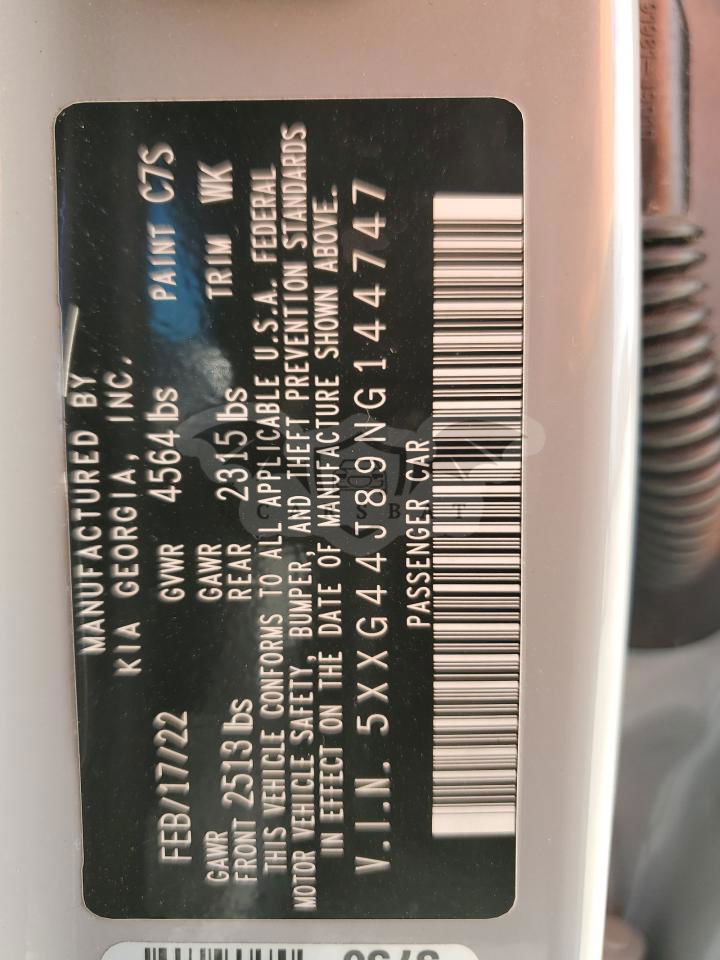 MANUFACTURED BY
KIA GEORGIA, INC.
FEB/17/22 GVWR 4564 lbs PAINT C7S
GAWR FRONT 2513 lbs GAWR REAR 2315 lbs TRIM WK
THIS VEHICLE CONFORMS TO ALL APPLICABLE U.S.A. FEDERAL
MOTOR VEHICLE SAFETY, BUMPER, AND THEFT PREVENTION STANDARDS
IN EFFECT ON THE DATE OF MANUFACTURE SHOWN ABOVE.
V.I.N. 5XXG44J89NG144747
PASSENGER CAR